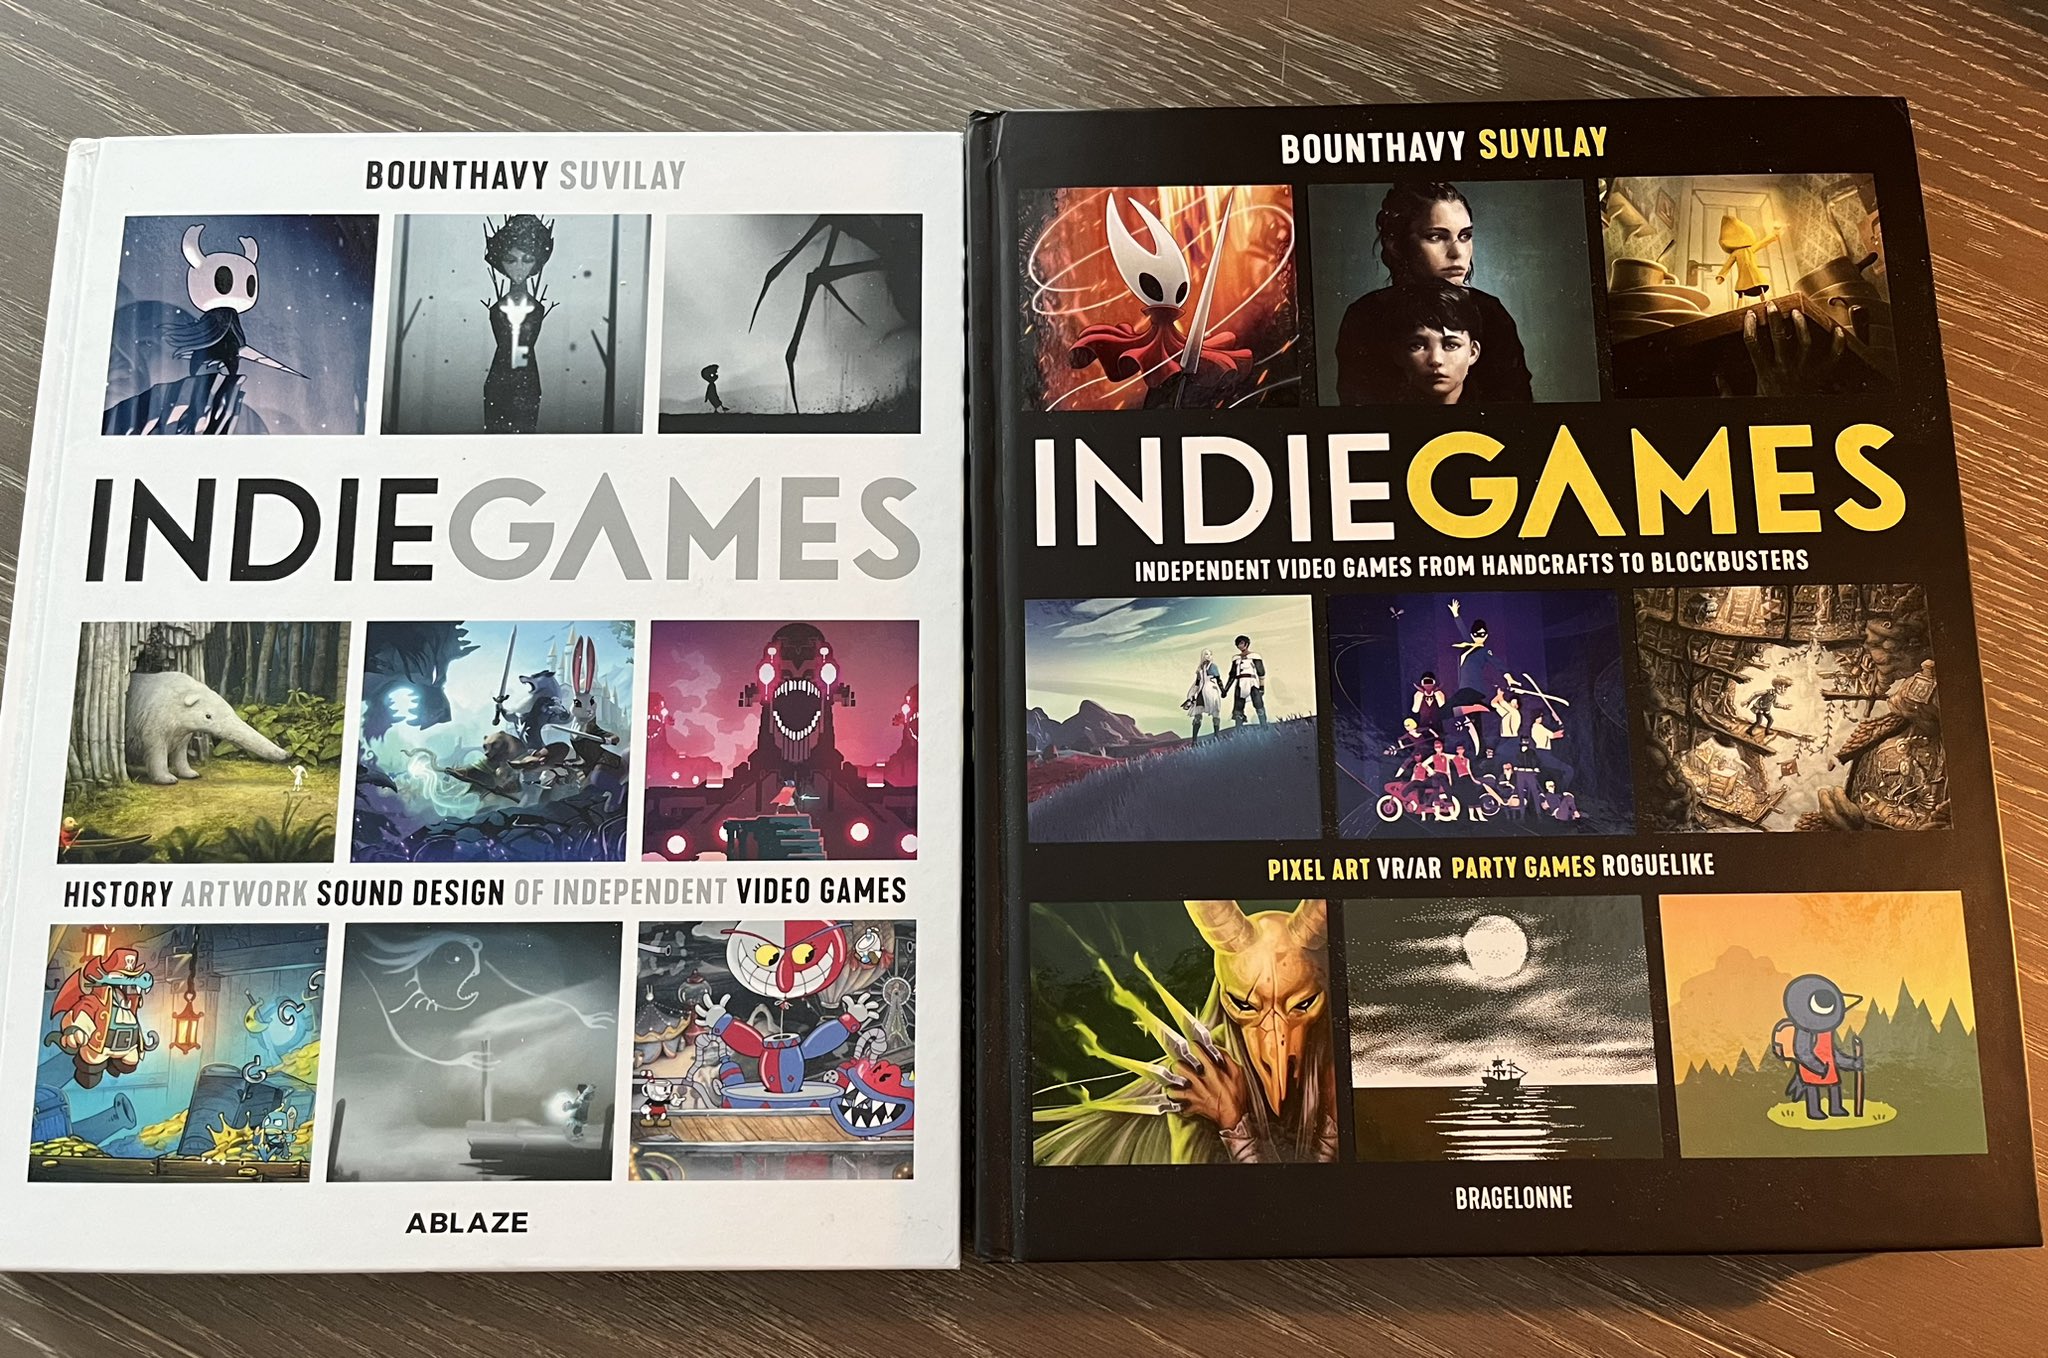 BOUNTHAVY SUVILAY
INDIEGAMES
HISTORY ARTWORK SOUND DESIGN OF INDEPENDENT VIDEO GAMES
ABLAZE
BOUNTHAVY SUVILAY
INDIEGAMES
INDEPENDENT VIDEO GAMES FROM HANDCRAFTS TO BLOCKBUSTERS
PIXEL ART VR/AR PARTY GAMES ROGUELIKE
BRAGELONNE